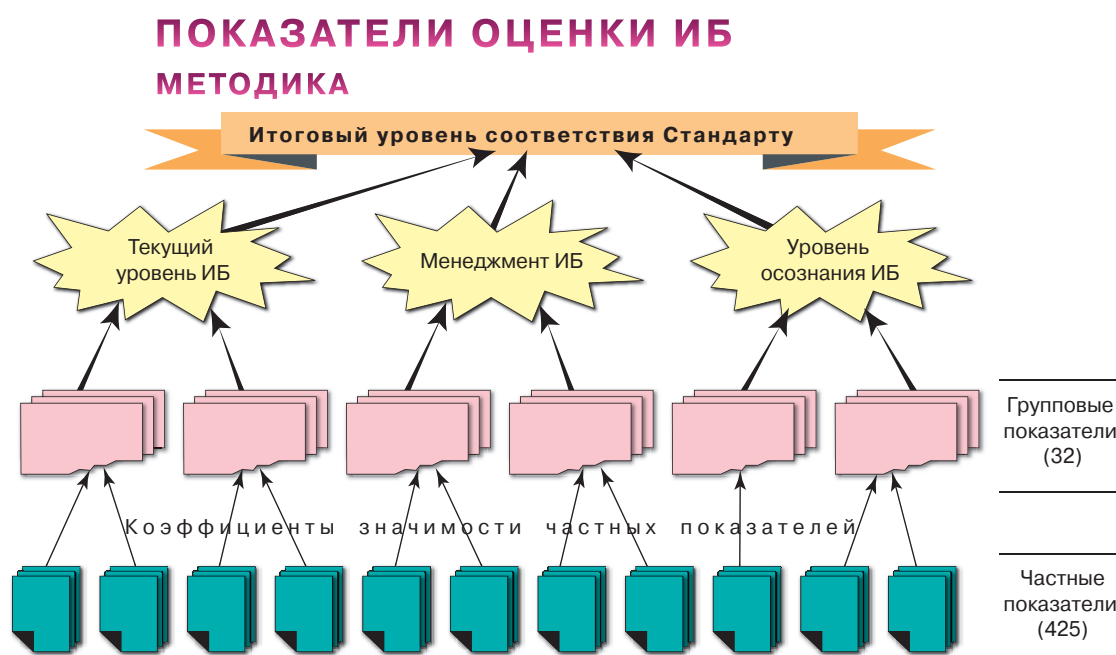 ПОКАЗАТЕЛИ ОЦЕНКИ ИБ
МЕТОДИКА
Итоговый уровень соответствия Стандарту
Текущий
уровень ИБ
Менеджмент ИБ
Уровень
осознания ИБ
Групповые
показатели
(32)
Коэффициенты значимости частных показателей
Частные
показатели
(425)